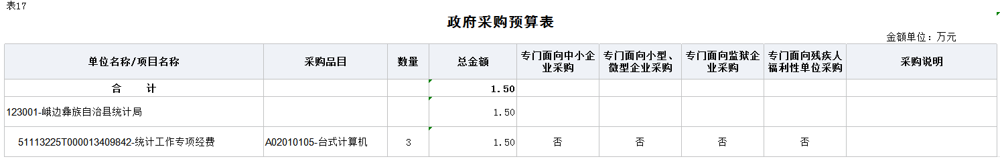 表17
政府采购预算表
金额单位：万元
单位名称/项目名称 采购品目 数量 总金额 专门面向中小企业采购 专门面向小型、微型企业采购 专门面向监狱企业采购 专门面向残疾人福利性单位采购 采购说明
合 计 1.50
123001-峨边彝族自治县统计局 1.50
51113225T000013409842-统计工作专项经费 A02010105-台式计算机 3 1.50 否 否 否 否